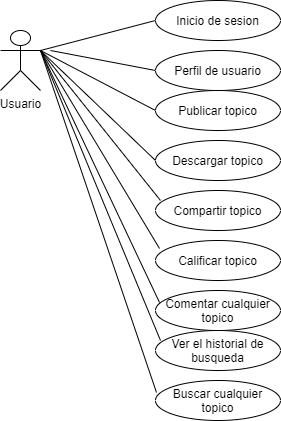 Inicio de sesion
Perfil de usuario
Usuario
Publicar topico
Descargar topico
Compartir topico
Calificar topico
Comentar cualquier
topico
Ver el historial de
busqueda
Buscar cualquier
topico